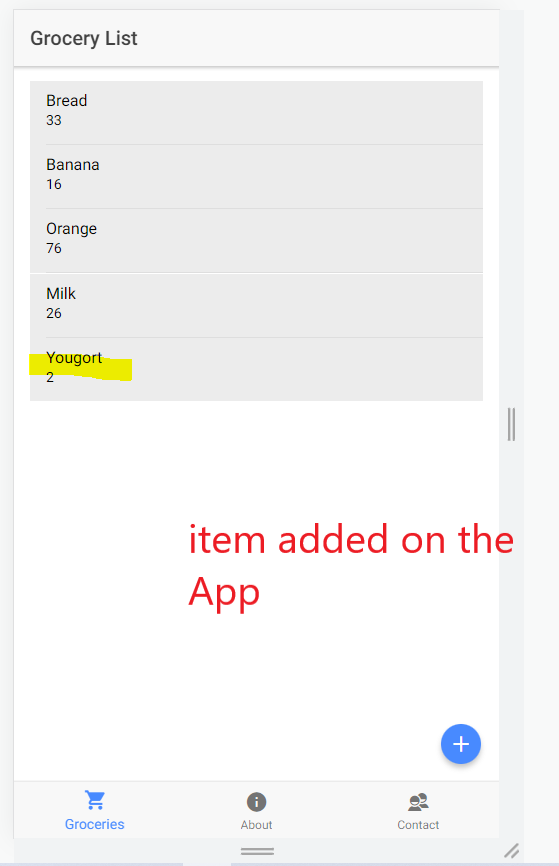 Grocery List
Bread
33
Banana
16
Orange
76
Milk
26
Yougort
2
item added on the
App
Groceries
About
Contact